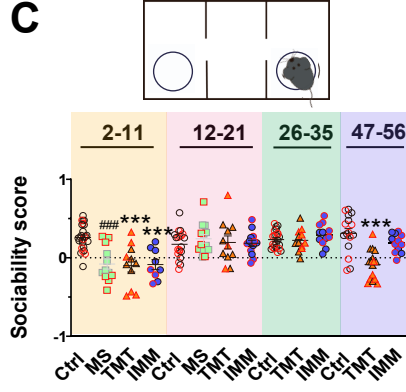 C
2-11 12-21 26-35 47-56
Sociability score
1
0
-1
### *** *** ***
Ctrl MS TMT IMM Ctrl MS TMT IMM Ctrl TMT IMM Ctrl TMT IMM